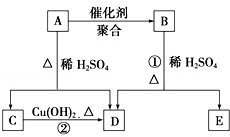 A 催化剂 B
聚合
△ 稀 H₂SO₄ ① 稀 H₂SO₄
△
C Cu(OH)₂、△ D E
②